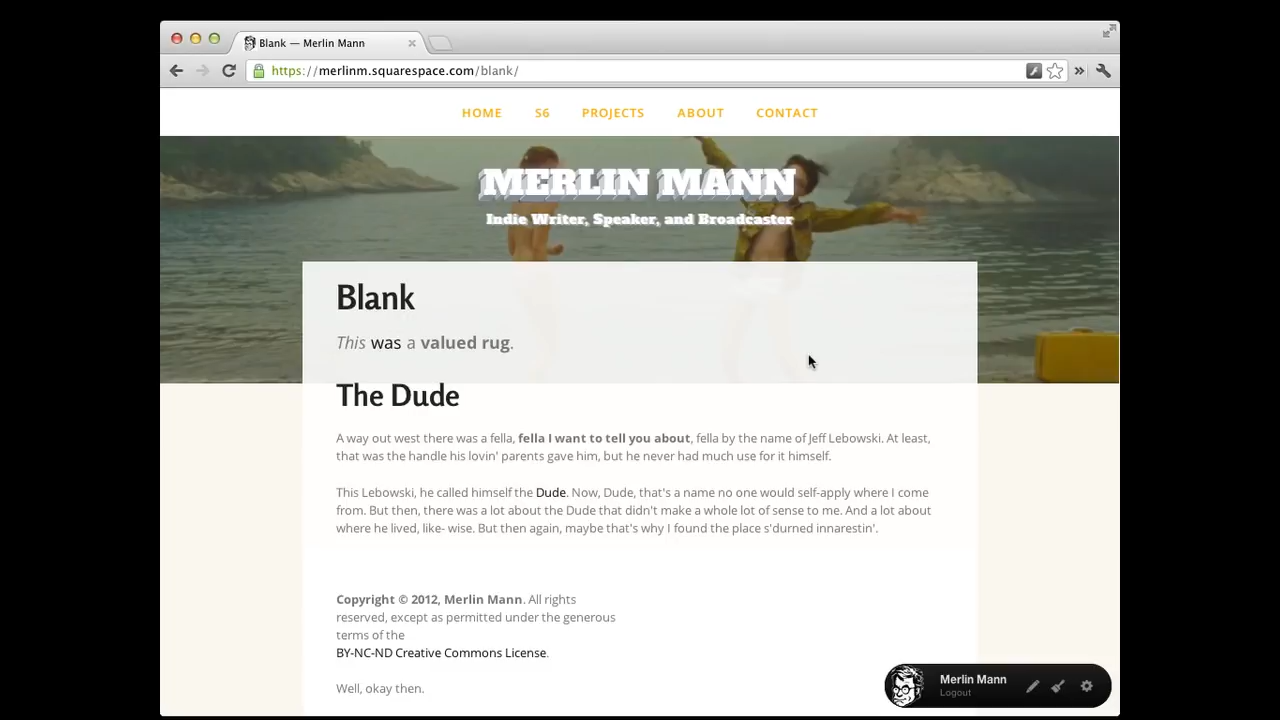 Blank — Merlin Mann
https://merlinm.squarespace.com/blank/
HOME S6 PROJECTS ABOUT CONTACT
MERLIN MANN
Indie Writer, Speaker, and Broadcaster
Blank
This was a valued rug.
The Dude
A way out west there was a fella, fella I want to tell you about, fella by the name of Jeff Lebowski. At least,
that was the handle his lovin' parents gave him, but he never had much use for it himself.
This Lebowski, he called himself the Dude. Now, Dude, that's a name no one would self-apply where I come
from. But then, there was a lot about the Dude that didn't make a whole lot of sense to me. And a lot about
where he lived, like- wise. But then again, maybe that's why I found the place s'durned innarestin'.
Copyright © 2012, Merlin Mann. All rights
reserved, except as permitted under the generous
terms of the
BY-NC-ND Creative Commons License.
Well, okay then.
Merlin Mann
Logout